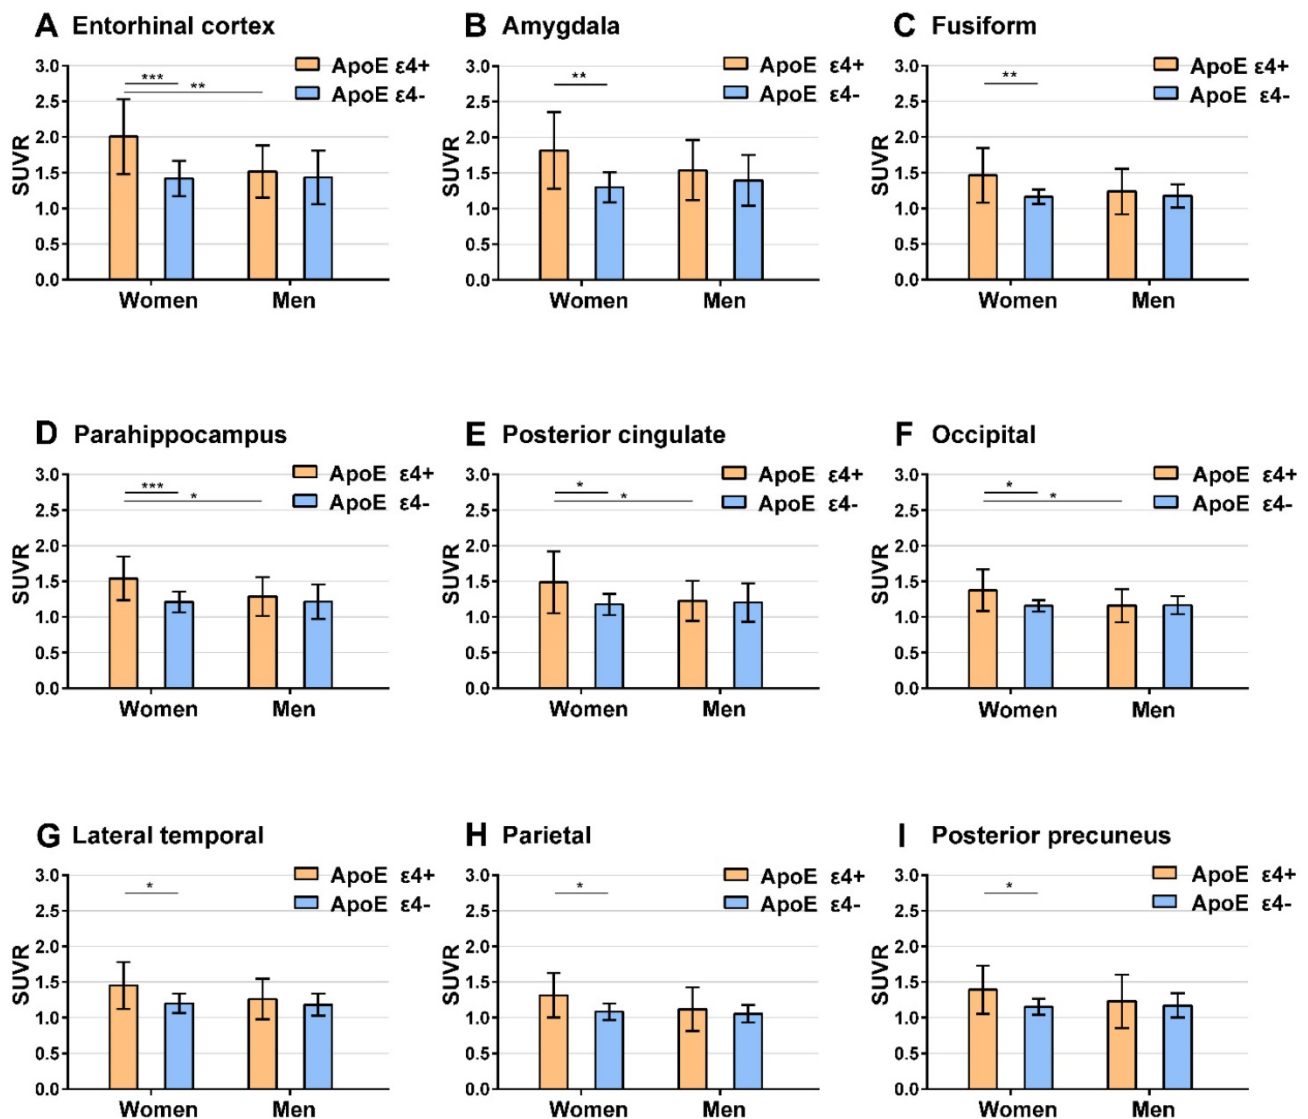 A Entorhinal cortex
ApoE ε4+
ApoE ε4-
3.0
2.5
2.0
1.5
1.0
0.5
0.0
SUVR
***
**
Women Men
B Amygdala
ApoE ε4+
ApoE ε4-
3.0
2.5
2.0
1.5
1.0
0.5
0.0
SUVR
**
Women Men
C Fusiform
ApoE ε4+
ApoE ε4-
3.0
2.5
2.0
1.5
1.0
0.5
0.0
SUVR
**
Women Men
D Parahippocampus
ApoE ε4+
ApoE ε4-
3.0
2.5
2.0
1.5
1.0
0.5
0.0
SUVR
***
*
Women Men
E Posterior cingulate
ApoE ε4+
ApoE ε4-
3.0
2.5
2.0
1.5
1.0
0.5
0.0
SUVR
*
*
Women Men
F Occipital
ApoE ε4+
ApoE ε4-
3.0
2.5
2.0
1.5
1.0
0.5
0.0
SUVR
*
*
Women Men
G Lateral temporal
ApoE ε4+
ApoE ε4-
3.0
2.5
2.0
1.5
1.0
0.5
0.0
SUVR
*
Women Men
H Parietal
ApoE ε4+
ApoE ε4-
3.0
2.5
2.0
1.5
1.0
0.5
0.0
SUVR
*
Women Men
I Posterior precuneus
ApoE ε4+
ApoE ε4-
3.0
2.5
2.0
1.5
1.0
0.5
0.0
SUVR
*
Women Men